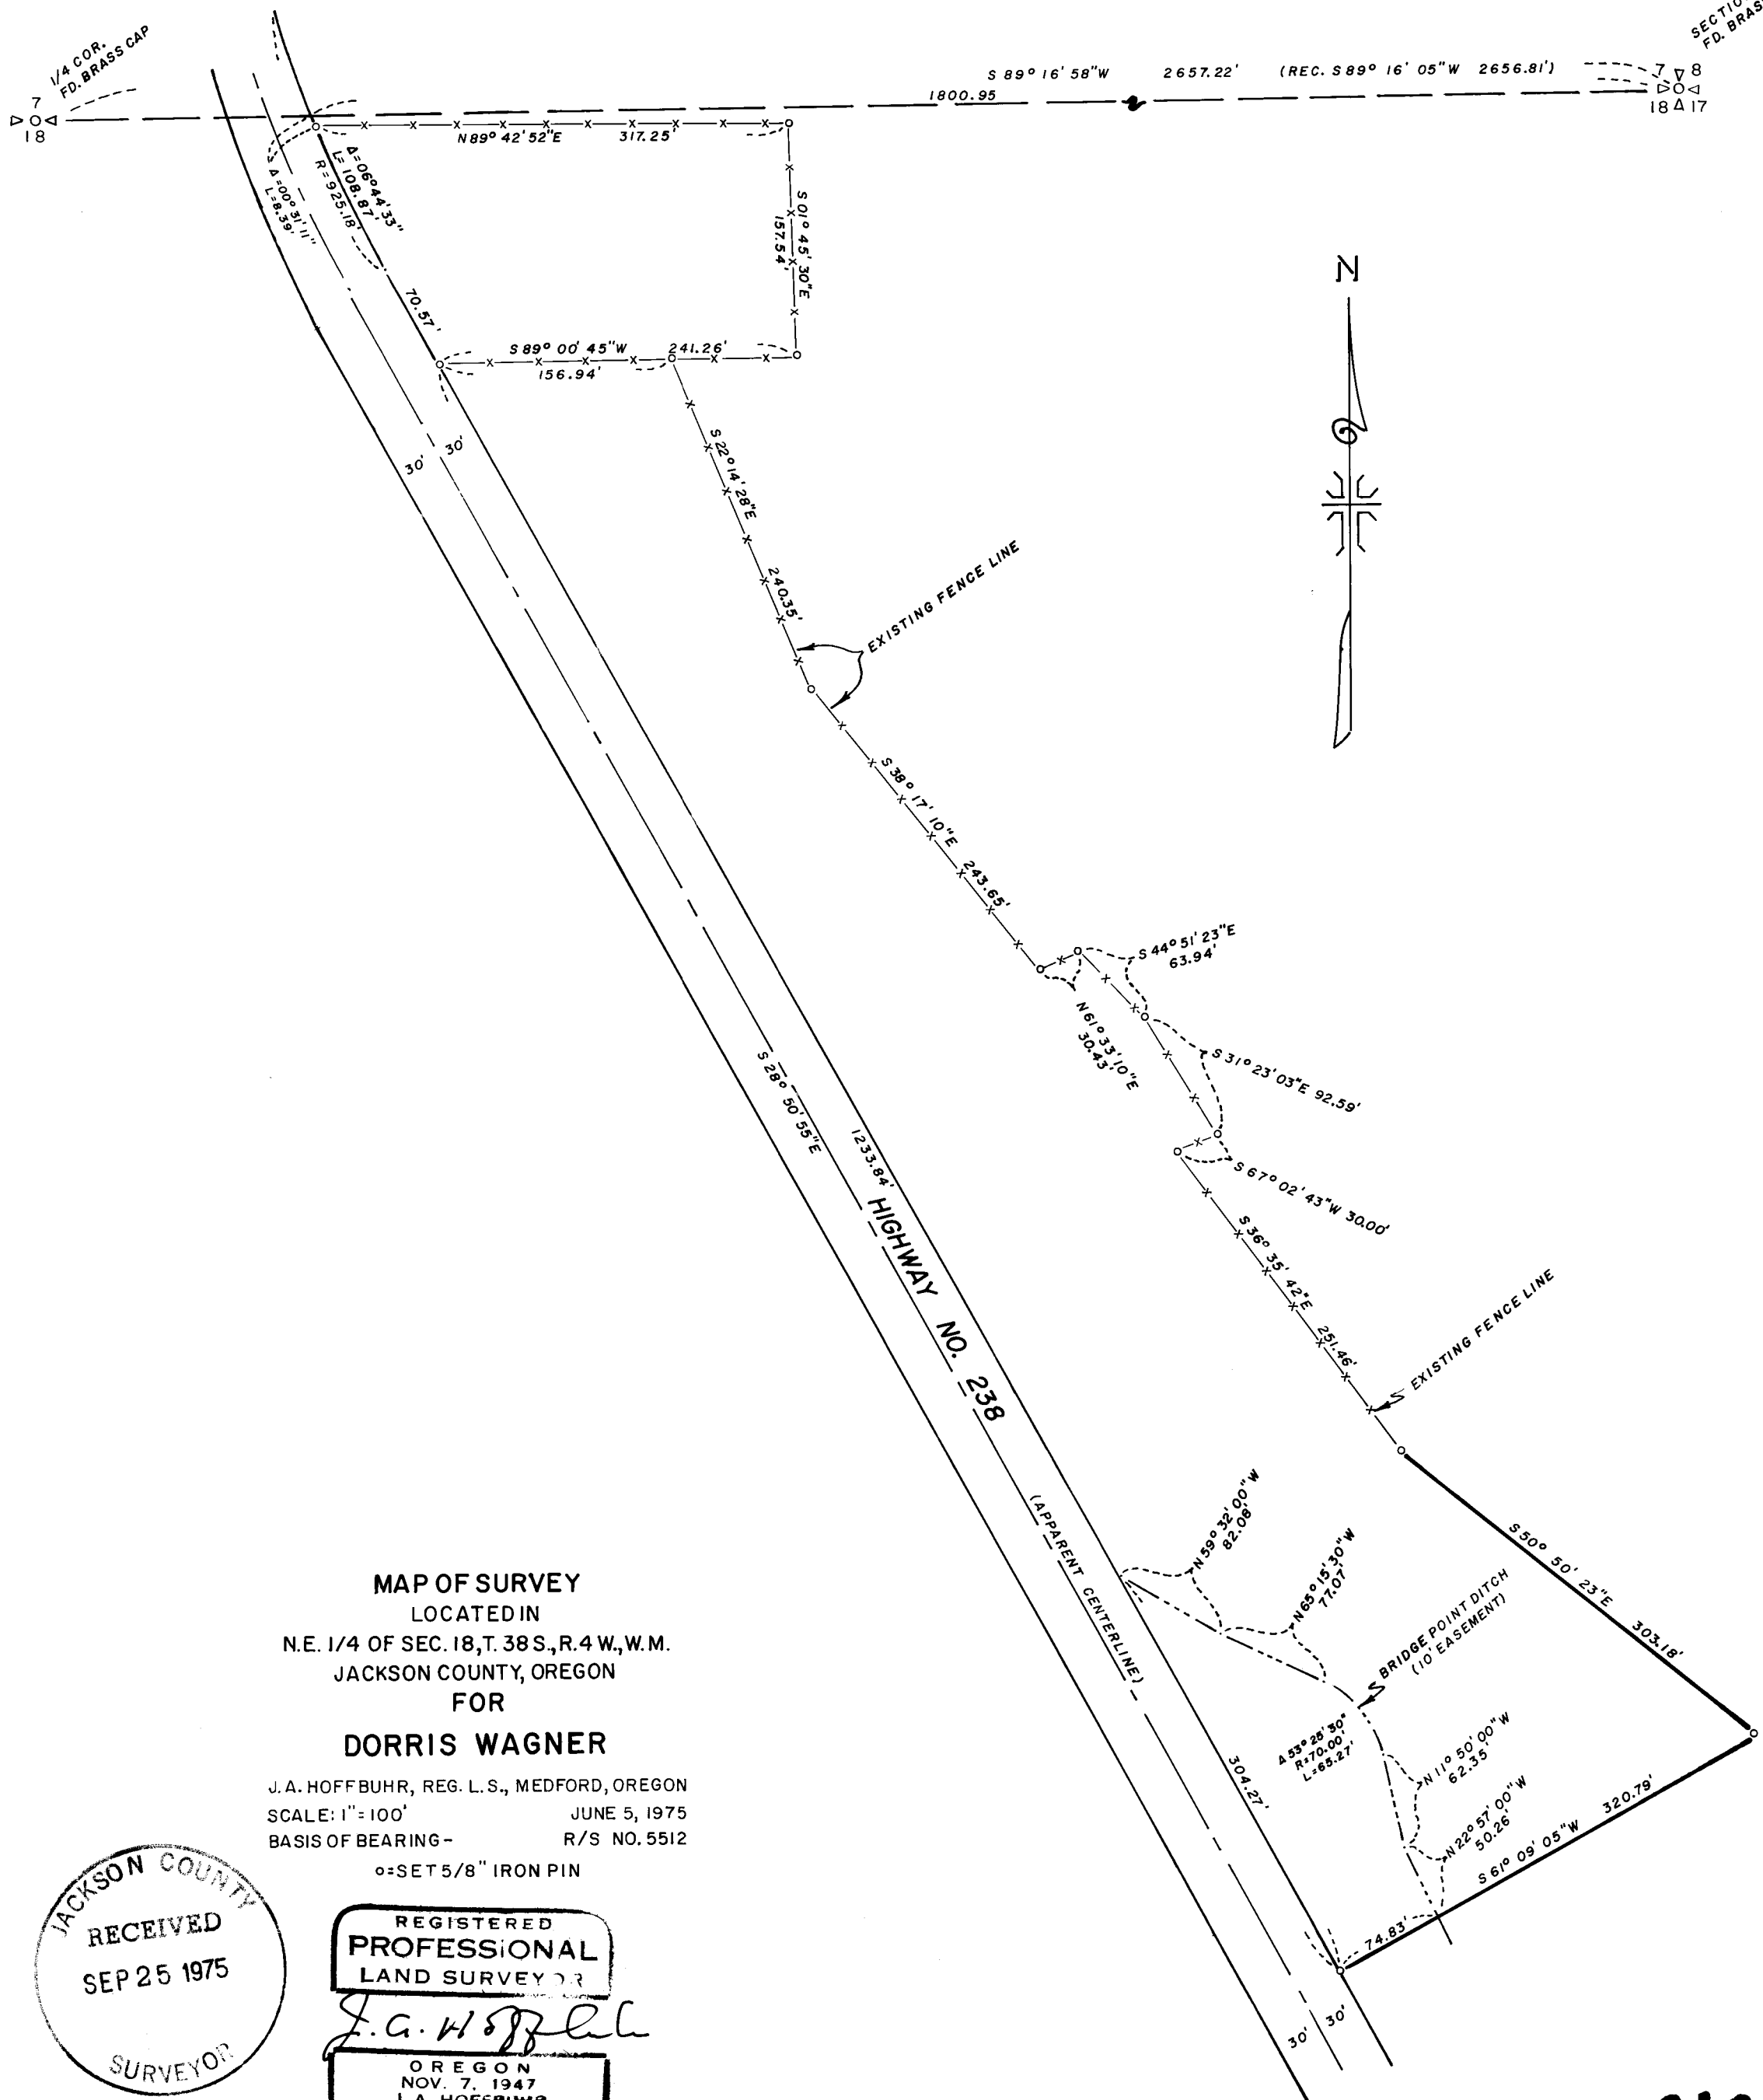 1/4 COR.
FD. BRASS CAP
7
18
S 89° 16' 58"W 2657.22' (REC. S 89° 16' 05"W 2656.81')
1800.95
FD. BRAS
7 8
18 17
N 89° 42' 52"E 317.25'
Δ=06° 44' 33"
L= 108.87'
R= 925.18'
Δ=00° 31' 11"
L=8.39'
S 01° 45' 30"E
157.54'
N
70.57'
S 89° 00' 45"W 241.26'
156.94'
30' 30'
S 22° 14' 28"E
240.35'
EXISTING FENCE LINE
S 38° 17' 10"E 243.65'
S 44° 51' 23"E
63.94'
N 61° 33' 10"E
30.43'
S 31° 23' 03"E 92.59'
S 67° 02' 43"W 30.00'
S 28° 50' 55"E
1233.84'
HIGHWAY NO. 238
S 36° 35' 42"E 251.46'
EXISTING FENCE LINE
(APPARENT CENTERLINE)
N 59° 32' 00"W
82.08'
N 65° 15' 30"W
77.07'
S 50° 50' 23"E 303.18'
BRIDGE POINT DITCH
(10' EASEMENT)
Δ 53° 25' 30"
R=70.00'
L=65.27'
N 11° 50' 00"W
62.35'
N 22° 57' 00"W
50.26'
304.27'
S 61° 09' 05"W 320.79'
74.83'
30' 30'
MAP OF SURVEY
LOCATED IN
N.E. 1/4 OF SEC. 18, T. 38 S., R. 4 W., W.M.
JACKSON COUNTY, OREGON
FOR
DORRIS WAGNER
J. A. HOFFBUHR, REG. L.S., MEDFORD, OREGON
SCALE: 1" = 100' JUNE 5, 1975
BASIS OF BEARING - R/S NO. 5512
o=SET 5/8" IRON PIN
JACKSON COUNTY
RECEIVED
SEP 25 1975
SURVEYOR
REGISTERED
PROFESSIONAL
LAND SURVEYOR
OREGON
NOV. 7, 1947